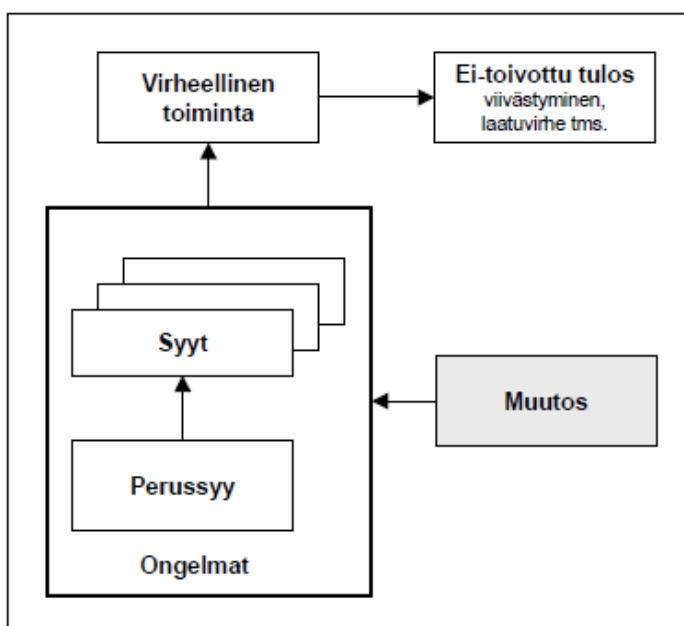 Virheellinen
toiminta
Ei-toivottu tulos
viivästyminen,
laatuvirhe tms.
Syyt
Muutos
Perussyy
Ongelmat